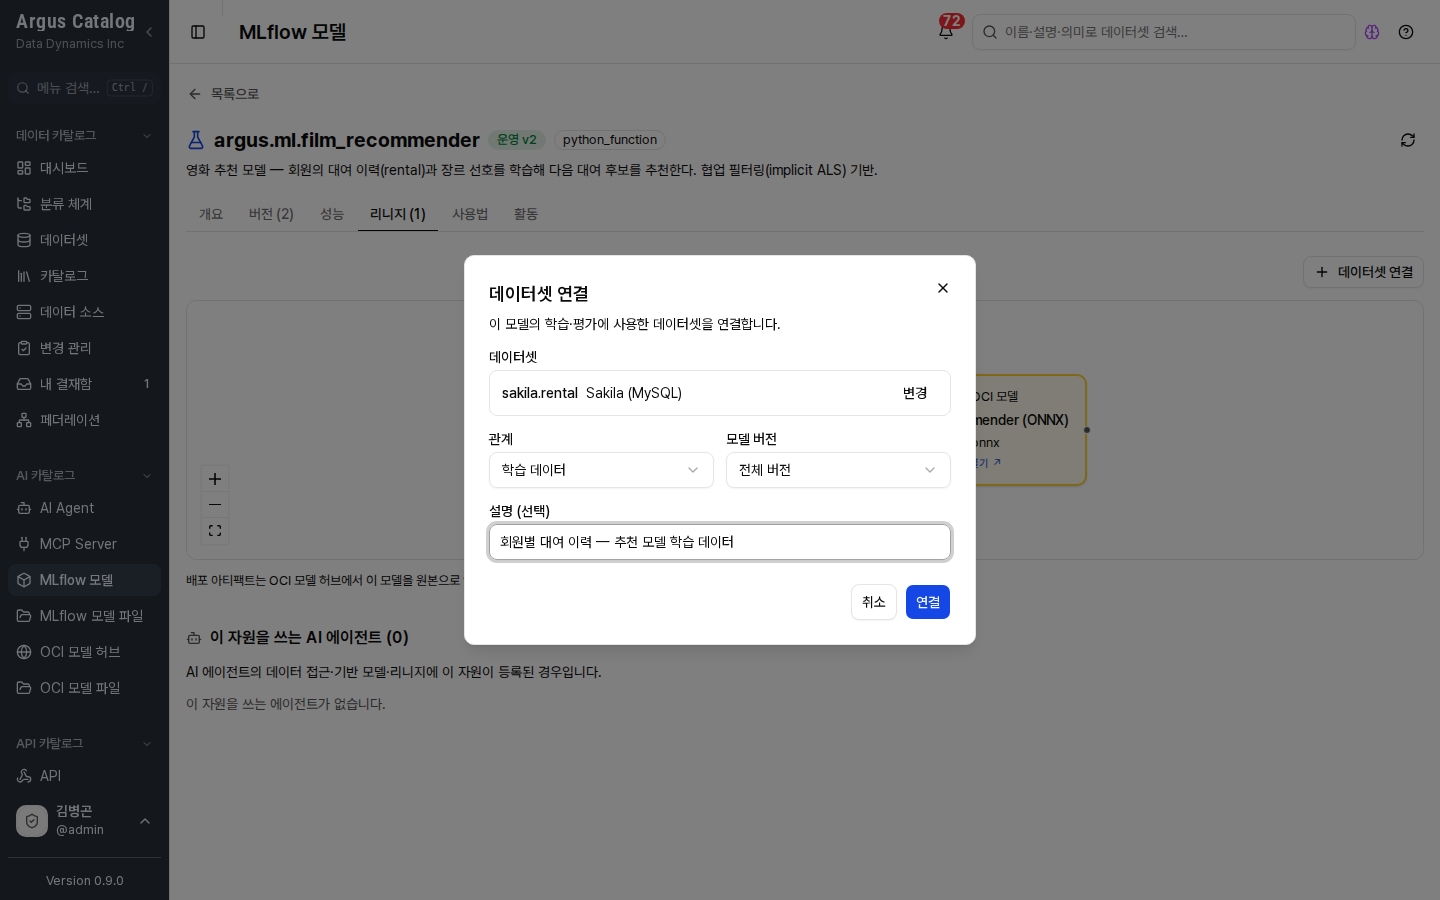 Argus Catalog
Data Dynamics Inc
메뉴 검색...
Ctrl /
데이터 카탈로그
대시보드
분류 체계
데이터셋
카탈로그
데이터 소스
변경 관리
내 결재함
1
페더레이션
AI 카탈로그
AI Agent
MCP Server
MLflow 모델
MLflow 모델 파일
OCI 모델 허브
OCI 모델 파일
API 카탈로그
API
김병곤
@admin
Version 0.9.0
MLflow 모델
72
이름·설명·의미로 데이터셋 검색...
목록으로
argus.ml.film_recommender
운영 v2
python_function
영화 추천 모델 — 회원의 대여 이력(rental)과 장르 선호를 학습해 다음 대여 후보를 추천한다. 협업 필터링(implicit ALS) 기반.
개요
버전 (2)
성능
리니지 (1)
사용법
활동
데이터셋 연결
OCI 모델
mender (ONNX)
onnx
배포 아티팩트는 OCI 모델 허브에서 이 모델을 원본으로
이 자원을 쓰는 AI 에이전트 (0)
AI 에이전트의 데이터 접근·기반 모델·리니지에 이 자원이 등록된 경우입니다.
이 자원을 쓰는 에이전트가 없습니다.
데이터셋 연결
이 모델의 학습·평가에 사용한 데이터셋을 연결합니다.
데이터셋
sakila.rental Sakila (MySQL)
변경
관계
모델 버전
학습 데이터
전체 버전
설명 (선택)
회원별 대여 이력 — 추천 모델 학습 데이터
취소
연결